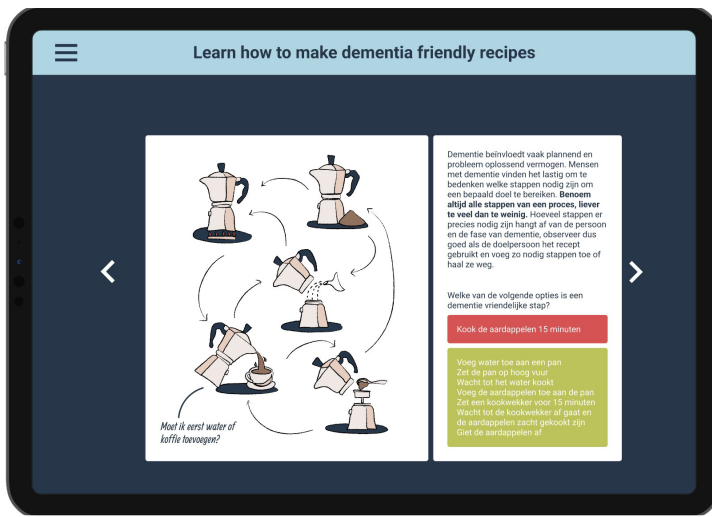 Learn how to make dementia friendly recipes
Moet ik eerst water of
koffie toevoegen?
Dementie beïnvloedt vaak plannend en
probleem oplossend vermogen. Mensen
met dementie vinden het lastig om te
bedenken welke stappen nodig zijn om
een bepaald doel te bereiken. Benoem
altijd alle stappen van een proces, liever
te veel dan te weinig. Hoeveel stappen er
precies nodig zijn hangt af van de persoon
en de fase van dementie, observeer dus
goed als de doelpersoon het recept
gebruikt en voeg zo nodig stappen toe of
haal ze weg.
Welke van de volgende opties is een
dementie vriendelijke stap?
Kook de aardappelen 15 minuten
Voeg water toe aan een pan
Zet de pan op hoog vuur
Wacht tot het water kookt
Voeg de aardappelen toe aan de pan
Zet een kookwekker voor 15 minuten
Wacht tot de kookwekker af gaat en
de aardappelen zacht gekookt zijn
Giet de aardappelen af